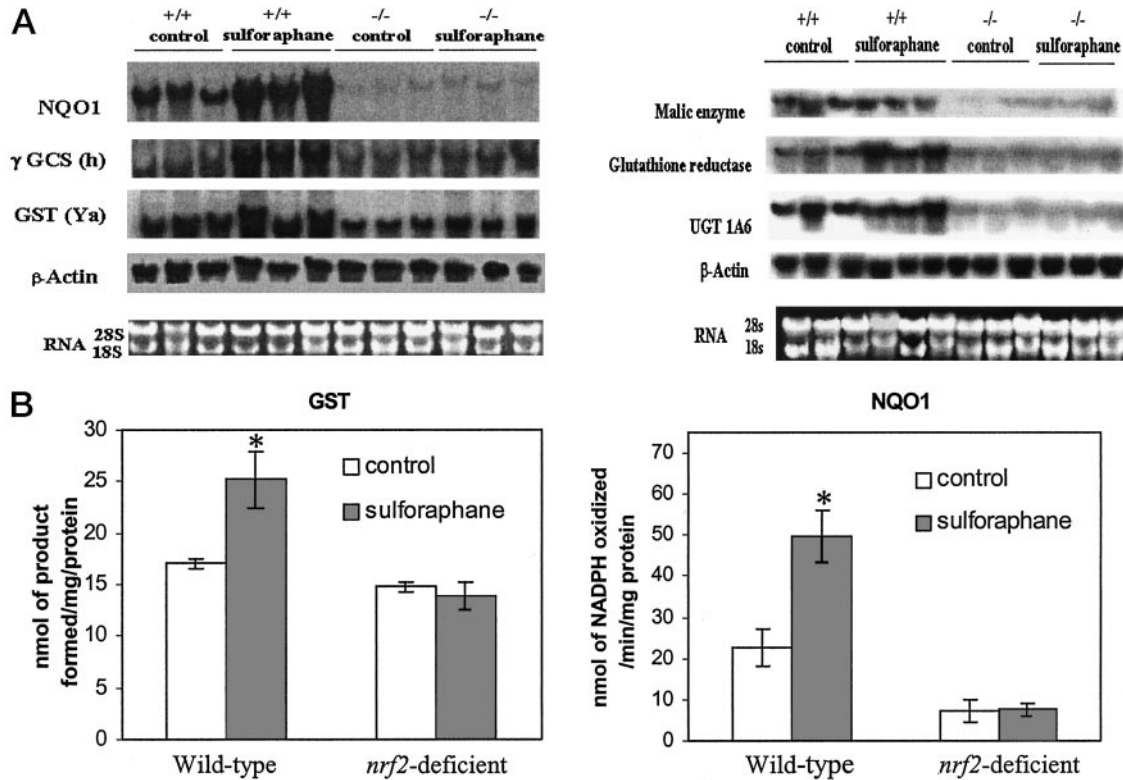 A
+/+ +/+ -/- -/-
control sulforaphane control sulforaphane
NQO1
γ GCS (h)
GST (Ya)
β-Actin
RNA 28S
18S
+/+ +/+ -/- -/-
control sulforaphane control sulforaphane
Malic enzyme
Glutathione reductase
UGT 1A6
β-Actin
RNA 28s
18s
B
GST
30
25
20
15
10
5
0
nmol of product
formed/mg/protein
*
control
sulforaphane
Wild-type nrf2-deficient
NQO1
70
60
50
40
30
20
10
0
nmol of NADPH oxidized
/min/mg protein
*
control
sulforaphane
Wild-type nrf2-deficient